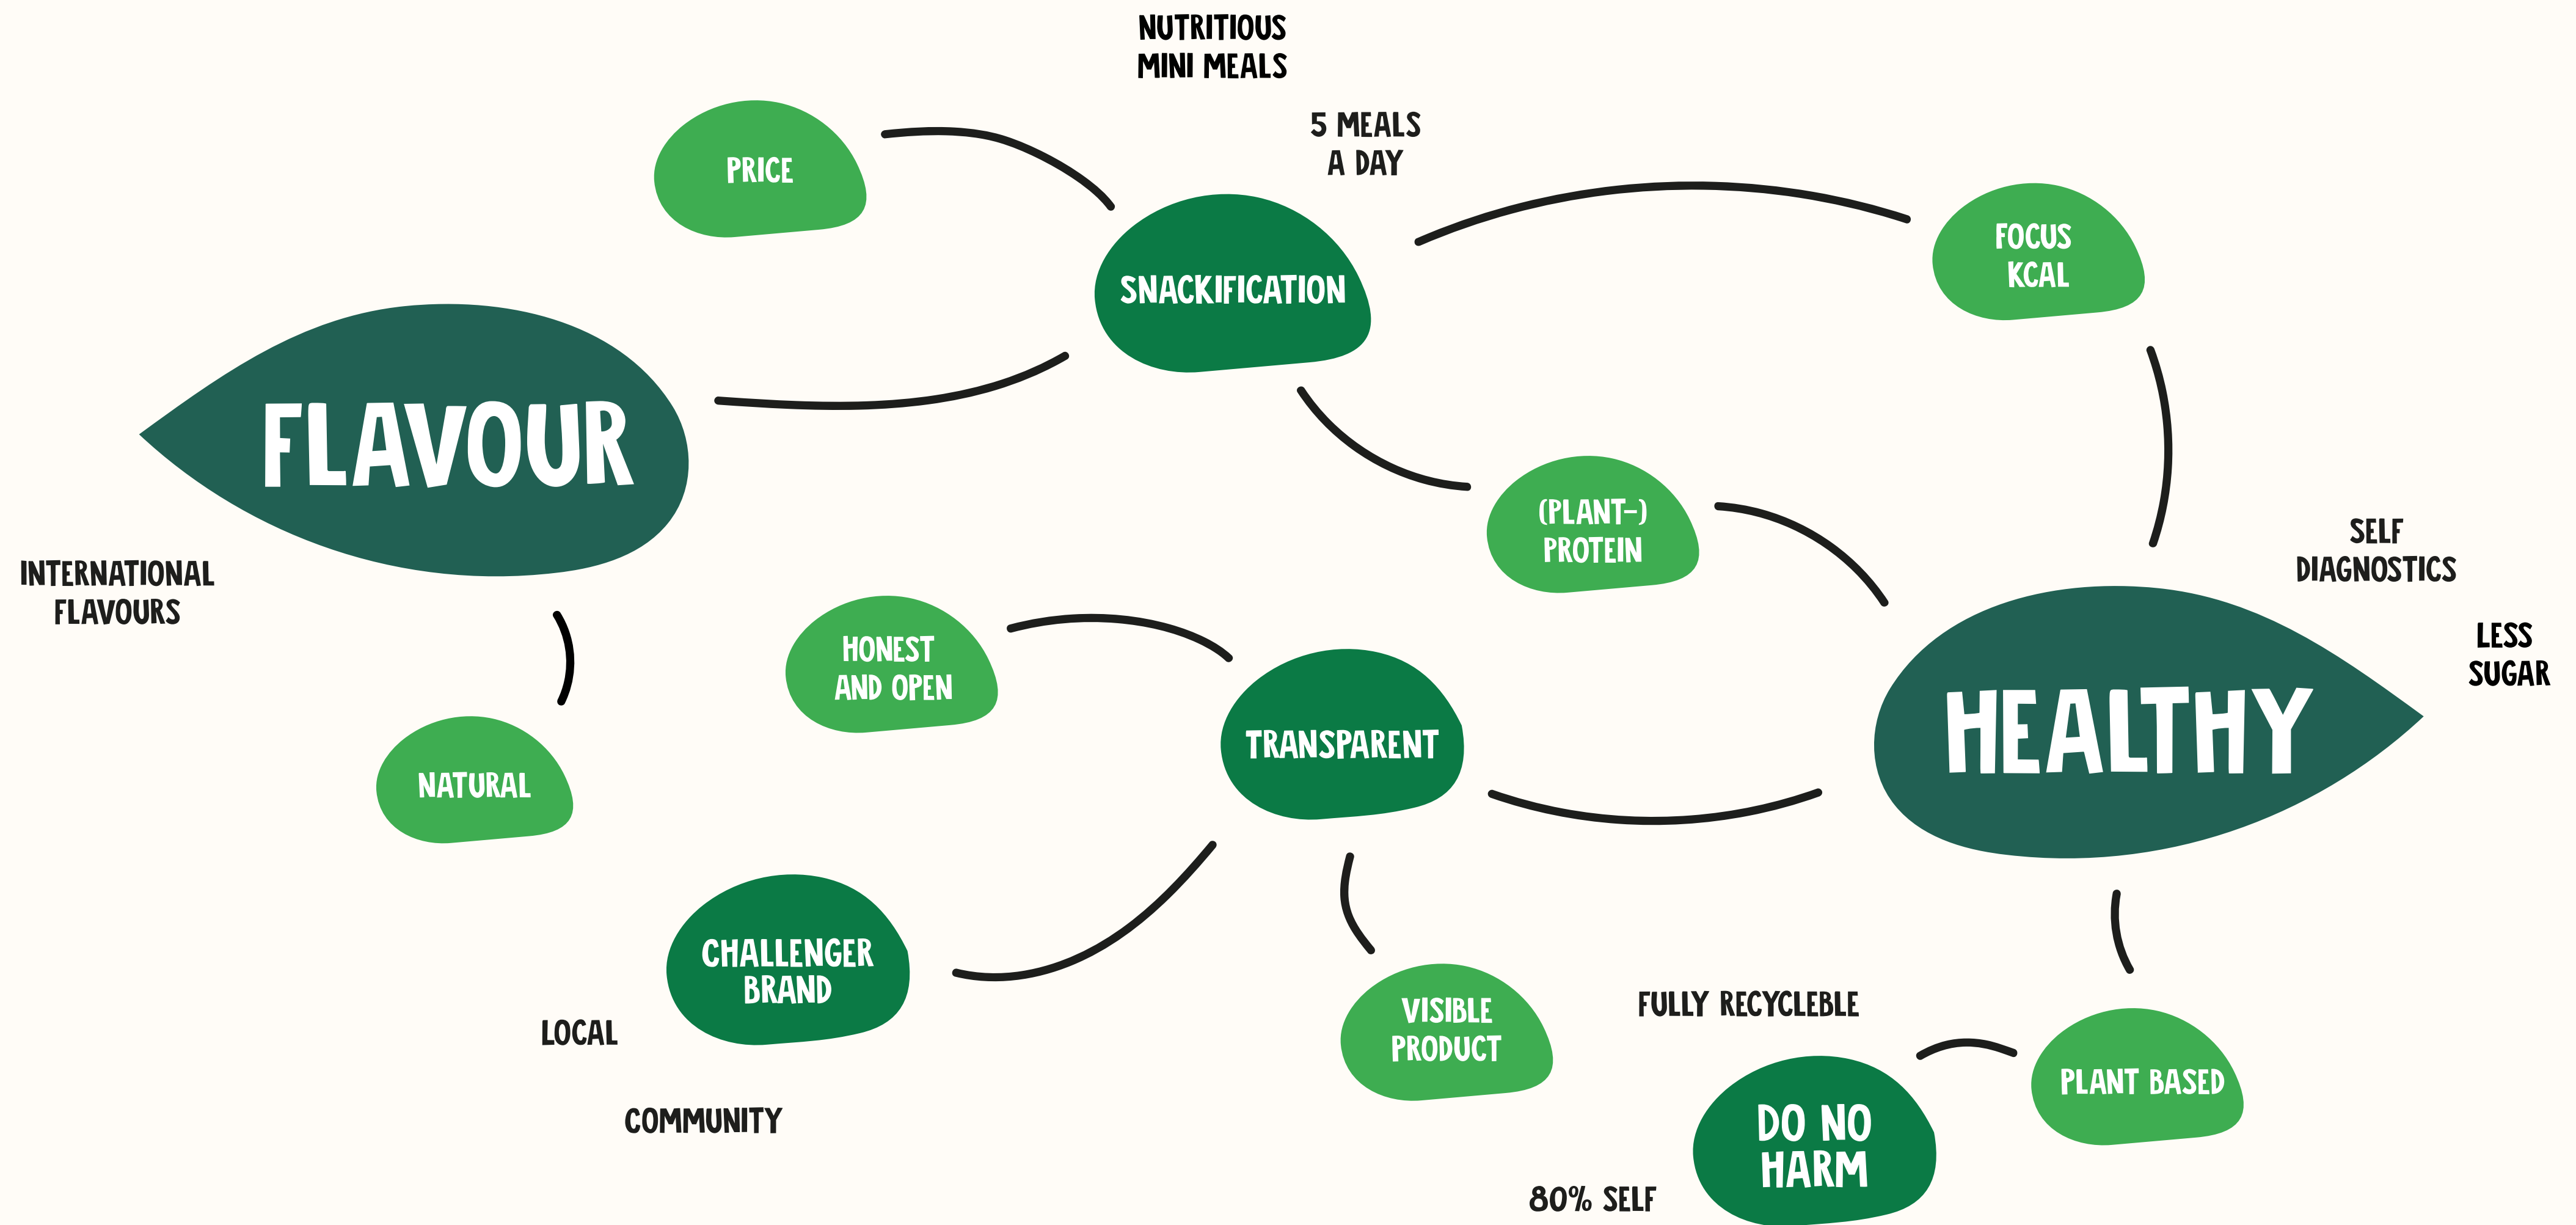 NUTRITIOUS
MINI MEALS
5 MEALS
A DAY
PRICE
SNACKIFICATION
FOCUS
KCAL
FLAVOUR
(PLANT-)
PROTEIN
SELF
DIAGNOSTICS
INTERNATIONAL
FLAVOURS
HONEST
AND OPEN
LESS
SUGAR
TRANSPARENT
HEALTHY
NATURAL
CHALLENGER
BRAND
LOCAL
COMMUNITY
VISIBLE
PRODUCT
FULLY RECYCLEBLE
PLANT BASED
DO NO
HARM
80% SELF